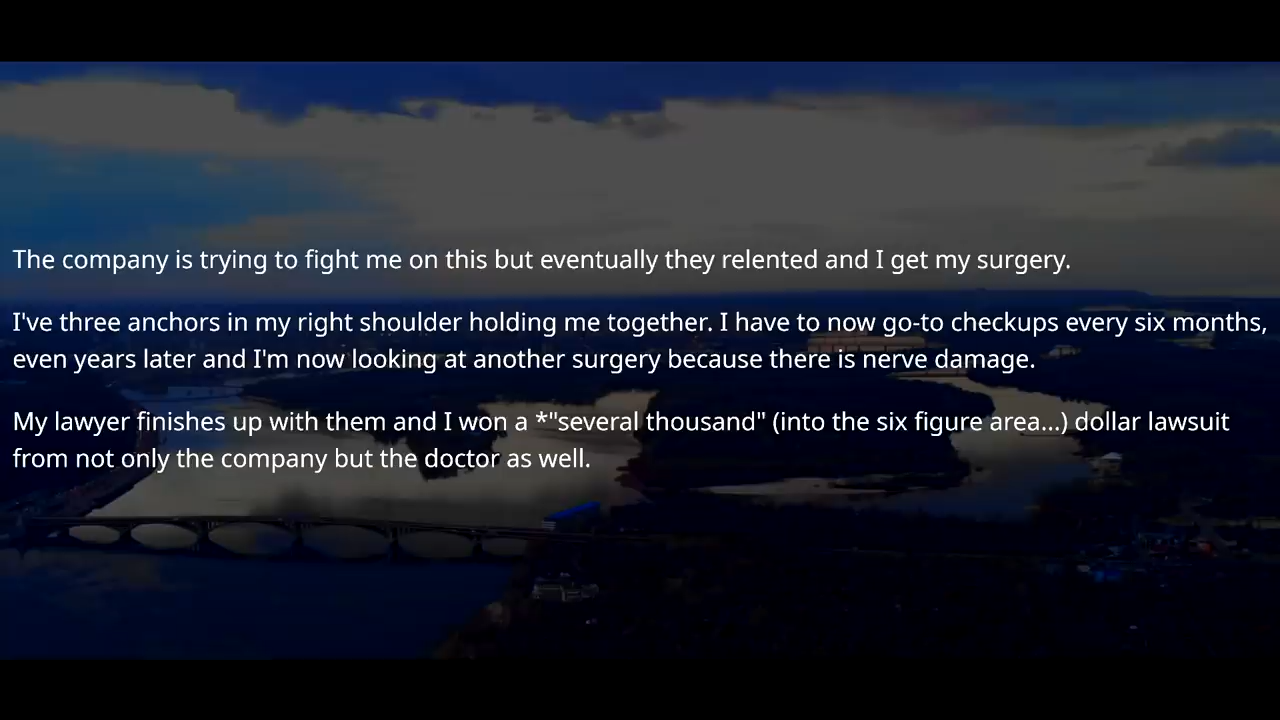 The company is trying to fight me on this but eventually they relented and I get my surgery.
I've three anchors in my right shoulder holding me together. I have to now go-to checkups every six months,
even years later and I'm now looking at another surgery because there is nerve damage.
My lawyer finishes up with them and I won a *"several thousand" (into the six figure area...) dollar lawsuit
from not only the company but the doctor as well.